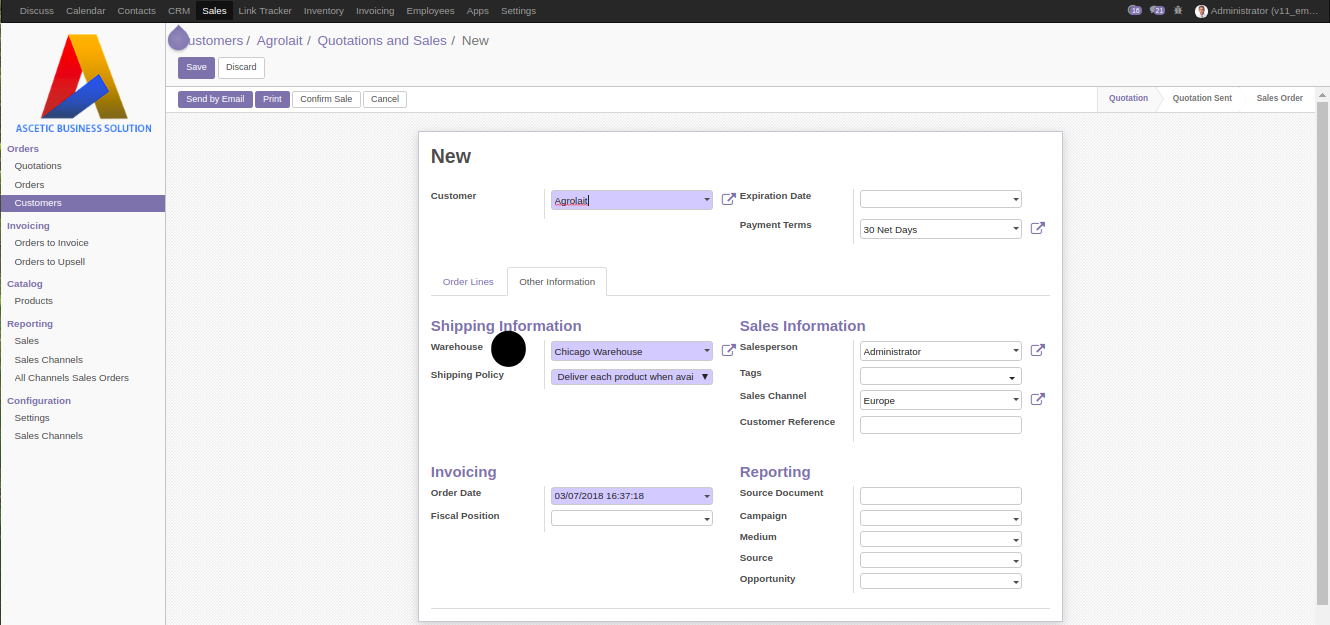 Discuss Calendar Contacts CRM Sales Link Tracker Inventory Invoicing Employees Apps Settings 16 21 Administrator (v11_em...
ustomers / Agrolait / Quotations and Sales / New
Save Discard
Send by Email Print Confirm Sale Cancel Quotation Quotation Sent Sales Order
ASCETIC BUSINESS SOLUTION
Orders
Quotations
Orders
Customers
Invoicing
Orders to Invoice
Orders to Upsell
Catalog
Products
Reporting
Sales
Sales Channels
All Channels Sales Orders
Configuration
Settings
Sales Channels
New
Customer Agrolait Expiration Date
Payment Terms 30 Net Days
Order Lines Other Information
Shipping Information Sales Information
Warehouse Chicago Warehouse Salesperson Administrator
Shipping Policy Deliver each product when avai Tags
Sales Channel Europe
Customer Reference
Invoicing Reporting
Order Date 03/07/2018 16:37:18 Source Document
Fiscal Position Campaign
Medium
Source
Opportunity